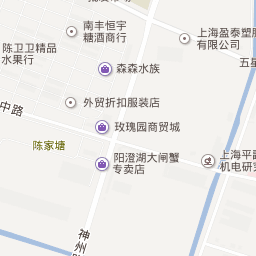 南丰恒宇
糖酒商行
陈卫卫精品
水果行
上海盈泰塑
有限公司
五星
森森水族
外贸折扣服装店
中路
玫瑰园商贸城
陈家塘
阳澄湖大闸蟹
专卖店
上海平
机电研究
神州